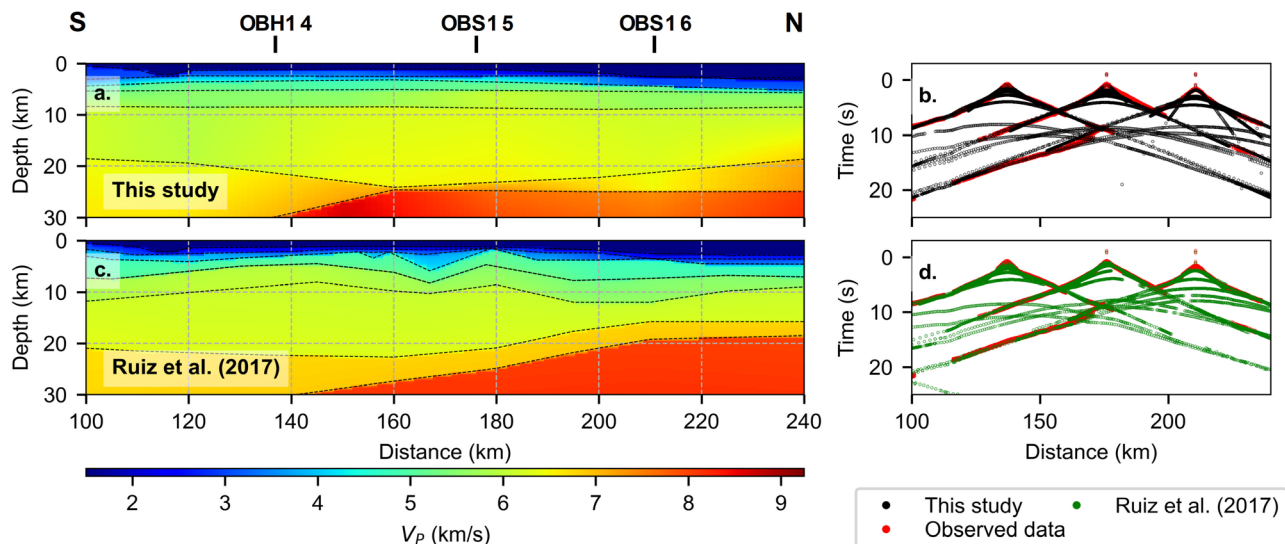 S OBH14 OBS15 OBS16 N
0
10
20
30
Depth (km)
a.
This study
b.
0
10
20
Time (s)
0
10
20
30
Depth (km)
c.
Ruiz et al. (2017)
100 120 140 160 180 200 220 240
Distance (km)
d.
0
10
20
Time (s)
100 150 200
Distance (km)
2 3 4 5 6 7 8 9
VP (km/s)
This study
Observed data
Ruiz et al. (2017)